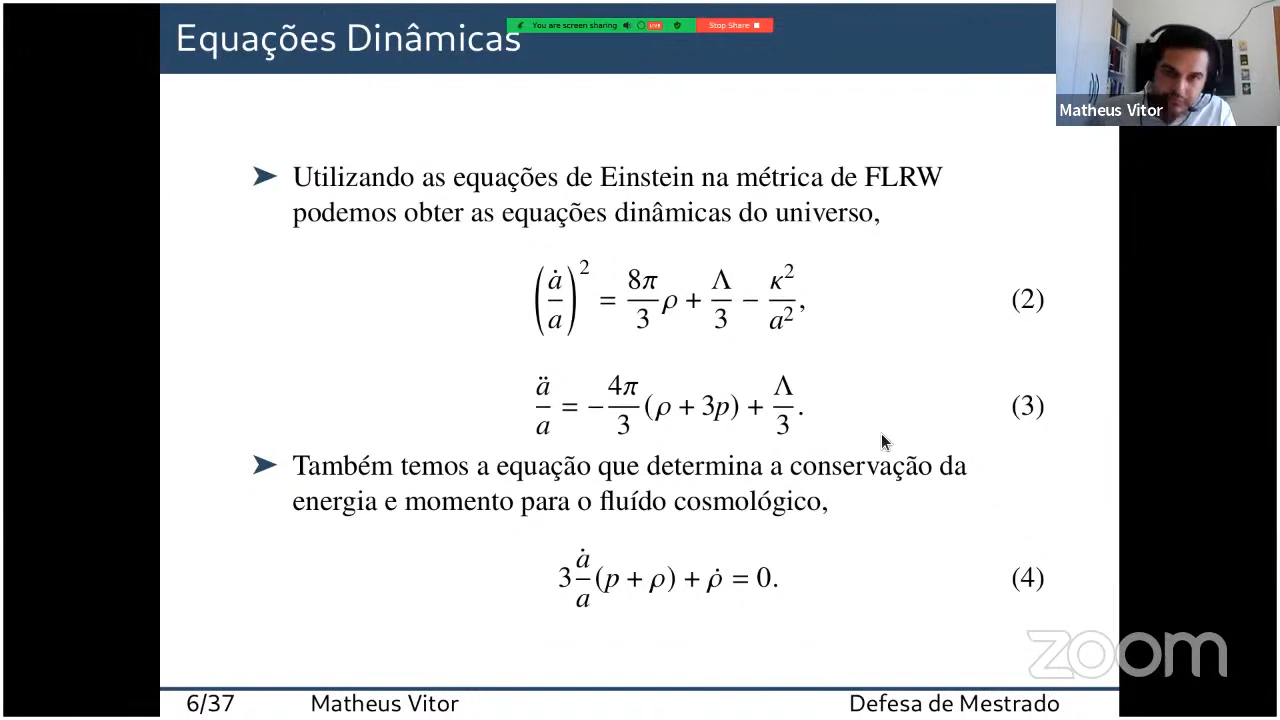 Equações Dinâmicas
You are screen sharing
LIVE
Stop Share
Matheus Vitor
➤ Utilizando as equações de Einstein na métrica de FLRW
podemos obter as equações dinâmicas do universo,
(ȧ/a)² = 8π/3 ρ + Λ/3 − κ²/a², (2)
ä/a = −4π/3 (ρ + 3p) + Λ/3. (3)
➤ Também temos a equação que determina a conservação da
energia e momento para o fluído cosmológico,
3 ȧ/a (p + ρ) + ρ̇ = 0. (4)
zoom
6/37 Matheus Vitor Defesa de Mestrado